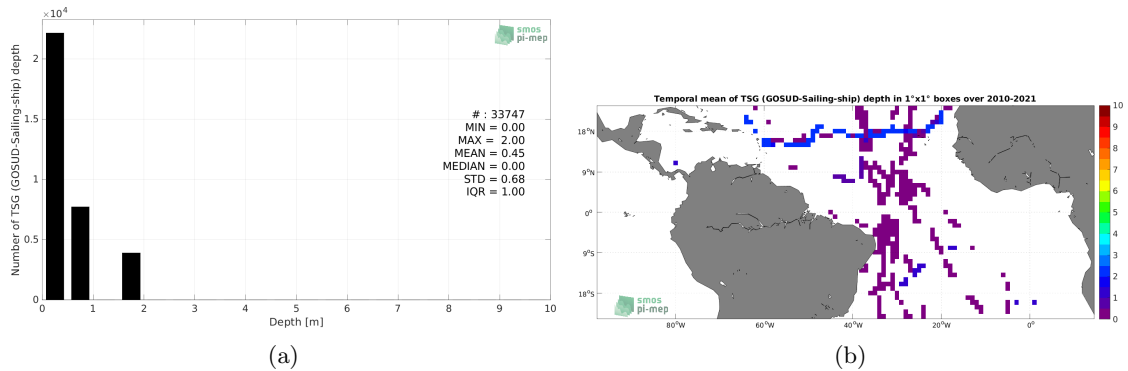 ×10⁴
2
1.5
1
0.5
0
Number of TSG (GOSUD-Sailing-ship) depth
0 1 2 3 4 5 6 7 8 9 10
Depth [m]
smos
pi-mep
# : 33747
MIN = 0.00
MAX = 2.00
MEAN = 0.45
MEDIAN = 0.00
STD = 0.68
IQR = 1.00
(a)
Temporal mean of TSG (GOSUD-Sailing-ship) depth in 1°x1° boxes over 2010-2021
18°N
9°N
0°
9°S
18°S
80°W 60°W 40°W 20°W 0°
smos
pi-mep
10
9
8
7
6
5
4
3
2
1
0
(b)